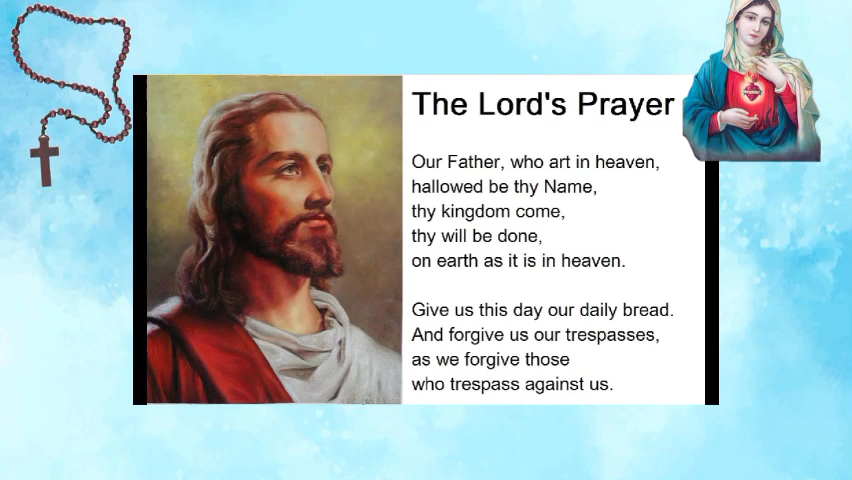 The Lord's Prayer
Our Father, who art in heaven,
hallowed be thy Name,
thy kingdom come,
thy will be done,
on earth as it is in heaven.
Give us this day our daily bread.
And forgive us our trespasses,
as we forgive those
who trespass against us.